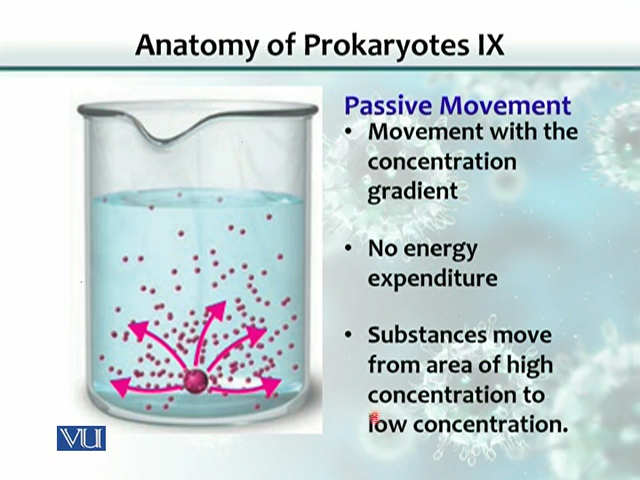 Anatomy of Prokaryotes IX
Passive Movement
• Movement with the
concentration
gradient
• No energy
expenditure
• Substances move
from area of high
concentration to
low concentration.
VU